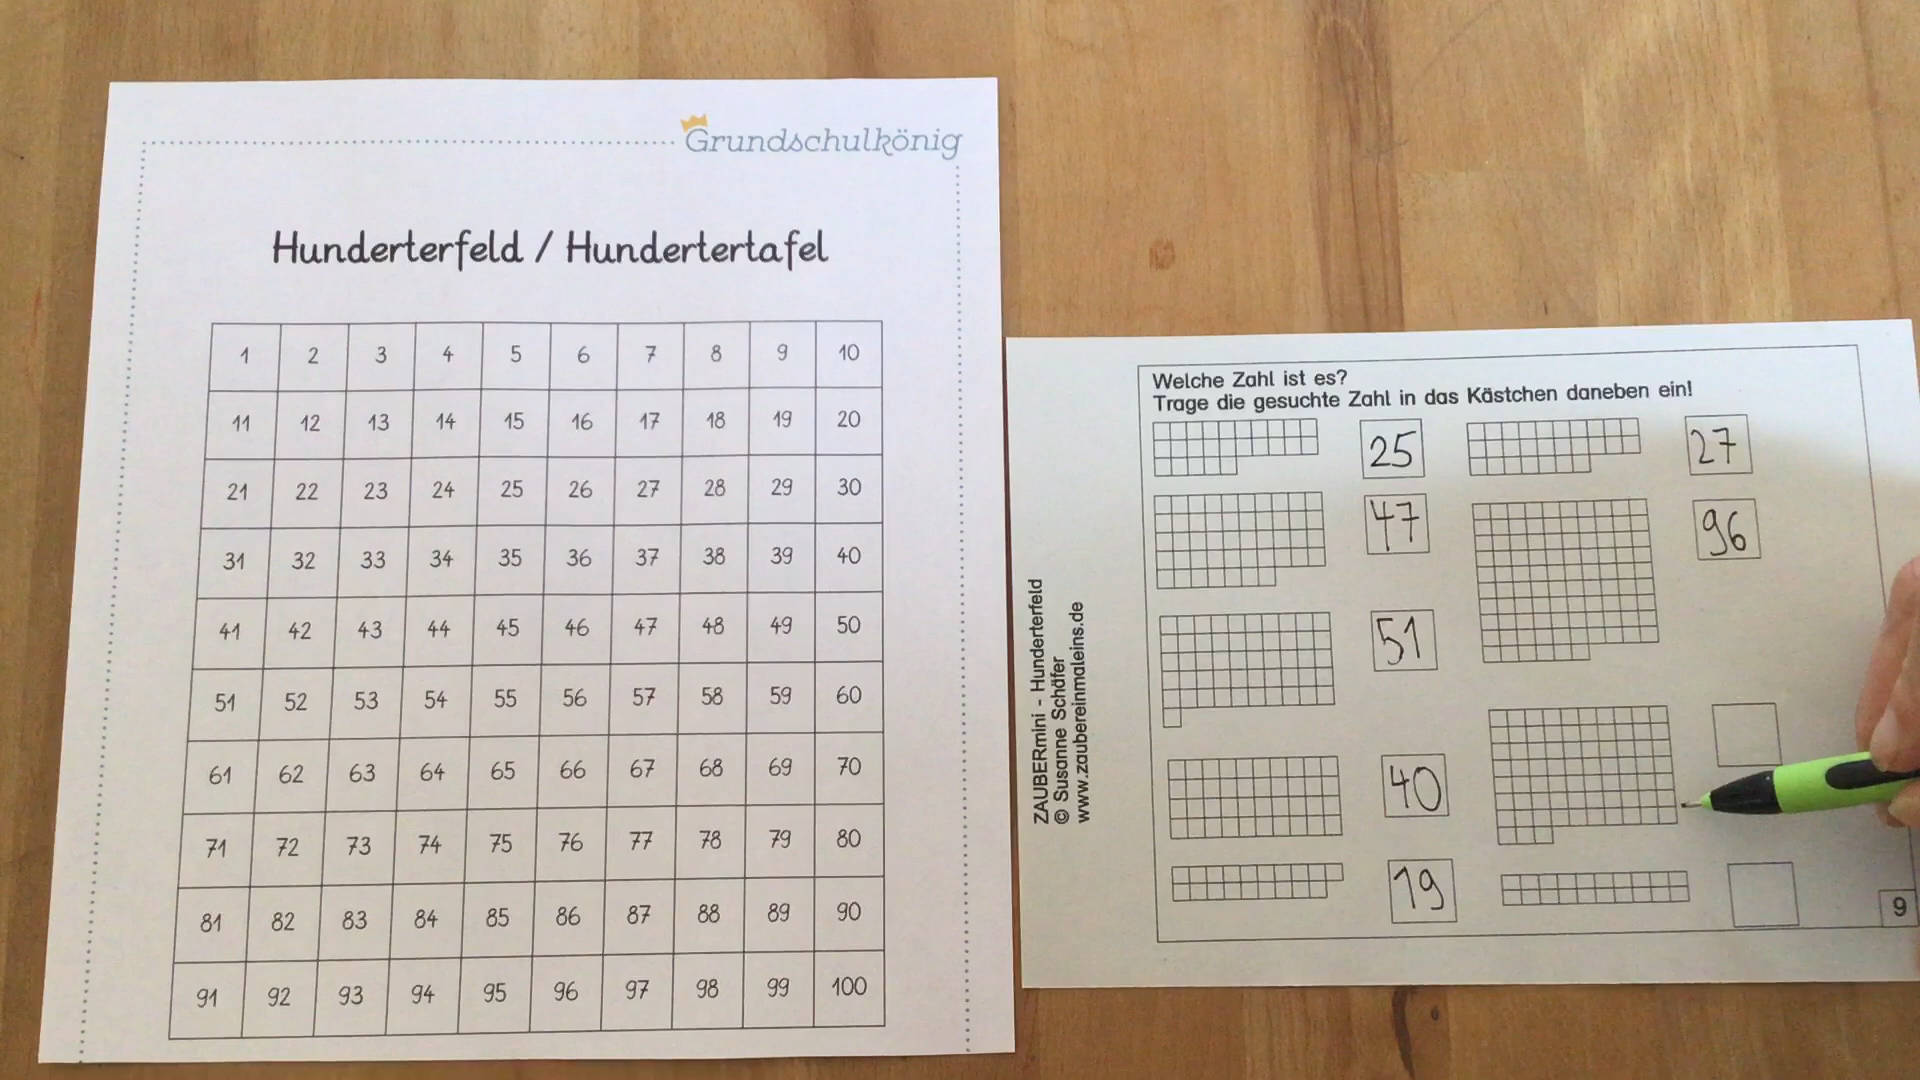 Grundschulkönig
Hunderterfeld / Hundertertafel
1 2 3 4 5 6 7 8 9 10
11 12 13 14 15 16 17 18 19 20
21 22 23 24 25 26 27 28 29 30
31 32 33 34 35 36 37 38 39 40
41 42 43 44 45 46 47 48 49 50
51 52 53 54 55 56 57 58 59 60
61 62 63 64 65 66 67 68 69 70
71 72 73 74 75 76 77 78 79 80
81 82 83 84 85 86 87 88 89 90
91 92 93 94 95 96 97 98 99 100
ZAUBERmini - Hunderterfeld
© Susanne Schäfer
www.zaubereinmaleins.de
Welche Zahl ist es?
Trage die gesuchte Zahl in das Kästchen daneben ein!
25 27
47 96
51
40
19
9